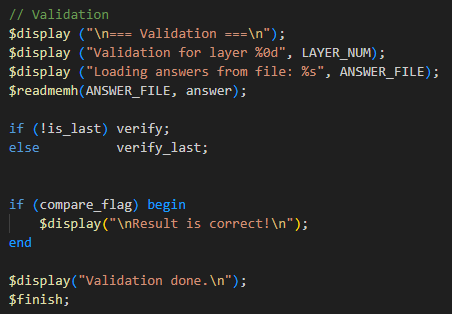 // Validation
$display ("\n=== Validation ===\n");
$display ("Validation for layer %0d", LAYER_NUM);
$display ("Loading answers from file: %s", ANSWER_FILE);
$readmemh(ANSWER_FILE, answer);
if (!is_last) verify;
else          verify_last;
if (compare_flag) begin
    $display("\nResult is correct!\n");
end
$display("Validation done.\n");
$finish;